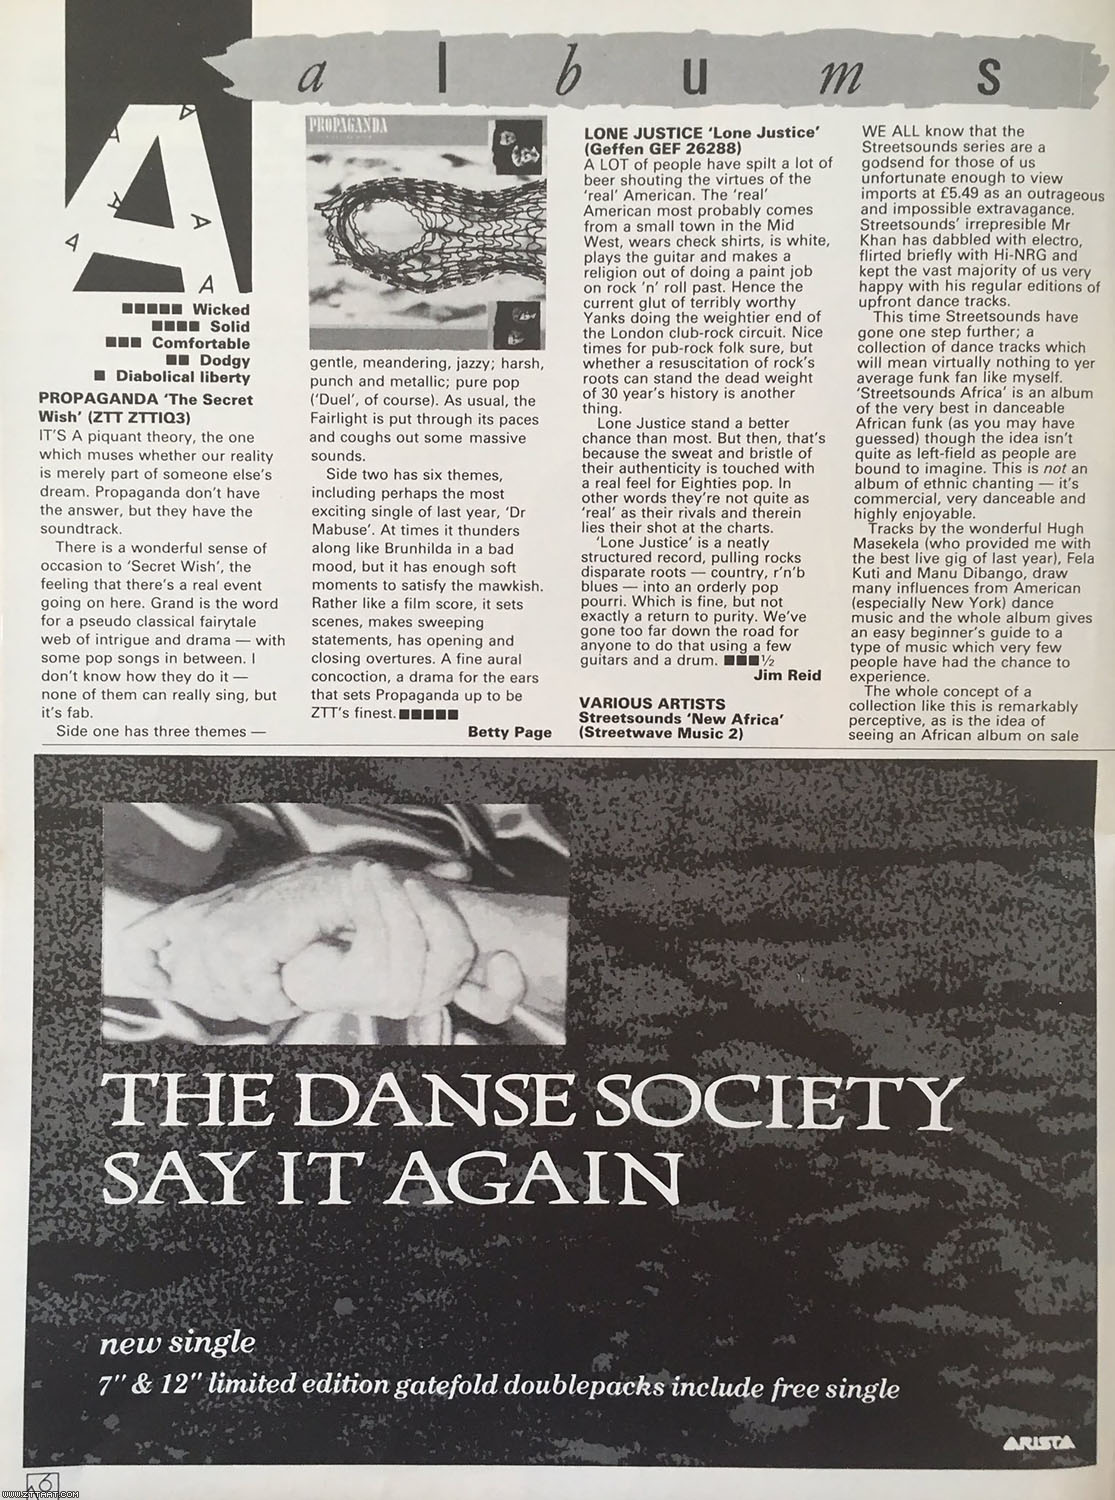 albums
A
■■■■■ Wicked
■■■■ Solid
■■■ Comfortable
■■ Dodgy
■ Diabolical liberty
PROPAGANDA ‘The Secret
Wish’ (ZTT ZTTIQ3)
IT’S A piquant theory, the one
which muses whether our reality
is merely part of someone else’s
dream. Propaganda don’t have
the answer, but they have the
soundtrack.
There is a wonderful sense of
occasion to ‘Secret Wish’, the
feeling that there’s a real event
going on here. Grand is the word
for a pseudo classical fairytale
web of intrigue and drama — with
some pop songs in between. I
don’t know how they do it —
none of them can really sing, but
it’s fab.
Side one has three themes —
PROPAGANDA
gentle, meandering, jazzy; harsh,
punch and metallic; pure pop
(‘Duel’, of course). As usual, the
Fairlight is put through its paces
and coughs out some massive
sounds.
Side two has six themes,
including perhaps the most
exciting single of last year, ‘Dr
Mabuse’. At times it thunders
along like Brunhilda in a bad
mood, but it has enough soft
moments to satisfy the mawkish.
Rather like a film score, it sets
scenes, makes sweeping
statements, has opening and
closing overtures. A fine aural
concoction, a drama for the ears
that sets Propaganda up to be
ZTT’s finest. ■■■■■
Betty Page
LONE JUSTICE ‘Lone Justice’
(Geffen GEF 26288)
A LOT of people have spilt a lot of
beer shouting the virtues of the
‘real’ American. The ‘real’
American most probably comes
from a small town in the Mid
West, wears check shirts, is white,
plays the guitar and makes a
religion out of doing a paint job
on rock ‘n’ roll past. Hence the
current glut of terribly worthy
Yanks doing the weightier end of
the London club-rock circuit. Nice
times for pub-rock folk sure, but
whether a resuscitation of rock’s
roots can stand the dead weight
of 30 year’s history is another
thing.
Lone Justice stand a better
chance than most. But then, that’s
because the sweat and bristle of
their authenticity is touched with
a real feel for Eighties pop. In
other words they’re not quite as
‘real’ as their rivals and therein
lies their shot at the charts.
‘Lone Justice’ is a neatly
structured record, pulling rocks
disparate roots — country, r’n’b
blues — into an orderly pop
pourri. Which is fine, but not
exactly a return to purity. We’ve
gone too far down the road for
anyone to do that using a few
guitars and a drum. ■■■½
Jim Reid
VARIOUS ARTISTS
Streetsounds ‘New Africa’
(Streetwave Music 2)
WE ALL know that the
Streetsounds series are a
godsend for those of us
unfortunate enough to view
imports at £5.49 as an outrageous
and impossible extravagance.
Streetsounds’ irrepresible Mr
Khan has dabbled with electro,
flirted briefly with Hi-NRG and
kept the vast majority of us very
happy with his regular editions of
upfront dance tracks.
This time Streetsounds have
gone one step further; a
collection of dance tracks which
will mean virtually nothing to yer
average funk fan like myself.
‘Streetsounds Africa’ is an album
of the very best in danceable
African funk (as you may have
guessed) though the idea isn’t
quite as left-field as people are
bound to imagine. This is not an
album of ethnic chanting — it’s
commercial, very danceable and
highly enjoyable.
Tracks by the wonderful Hugh
Masekela (who provided me with
the best live gig of last year), Fela
Kuti and Manu Dibango, draw
many influences from American
(especially New York) dance
music and the whole album gives
an easy beginner’s guide to a
type of music which very few
people have had the chance to
experience.
The whole concept of a
collection like this is remarkably
perceptive, as is the idea of
seeing an African album on sale
THE DANSE SOCIETY
SAY IT AGAIN
new single
7" & 12" limited edition gatefold doublepacks include free single
ARISTA
6
WWW.ZTTAAT.COM